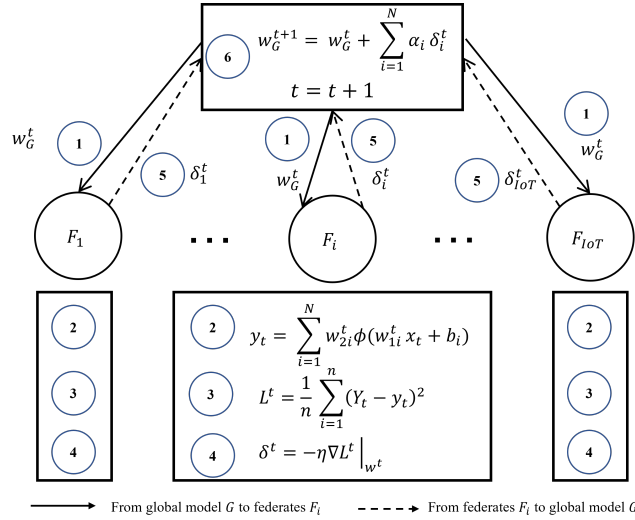 6
w_G^{t+1} = w_G^t + \sum_{i=1}^{N} α_i δ_i^t
t = t + 1
w_G^t 1
5 δ_1^t
1
w_G^t
5
δ_i^t
1
w_G^t
5 δ_{IoT}^t
F_1 ... F_i ... F_{IoT}
2
3
4
2 y_t = \sum_{i=1}^{N} w_{2i}^t ϕ(w_{1i}^t x_t + b_i)
3 L^t = \frac{1}{n} \sum_{i=1}^{n} (Y_t − y_t)^2
4 δ^t = −η∇L^t |_{w^t}
2
3
4
From global model G to federates F_i
From federates F_i to global model G